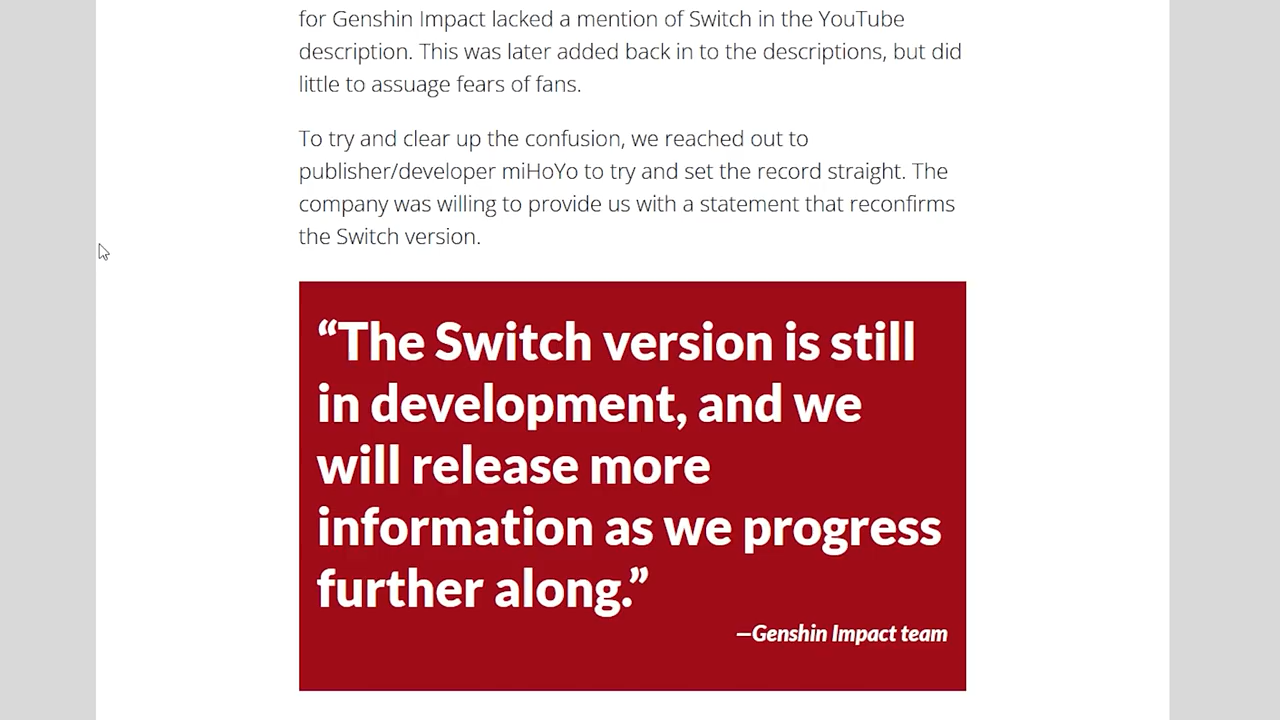 for Genshin Impact lacked a mention of Switch in the YouTube
description. This was later added back in to the descriptions, but did
little to assuage fears of fans.
To try and clear up the confusion, we reached out to
publisher/developer miHoYo to try and set the record straight. The
company was willing to provide us with a statement that reconfirms
the Switch version.
“The Switch version is still
in development, and we
will release more
information as we progress
further along.”
—Genshin Impact team